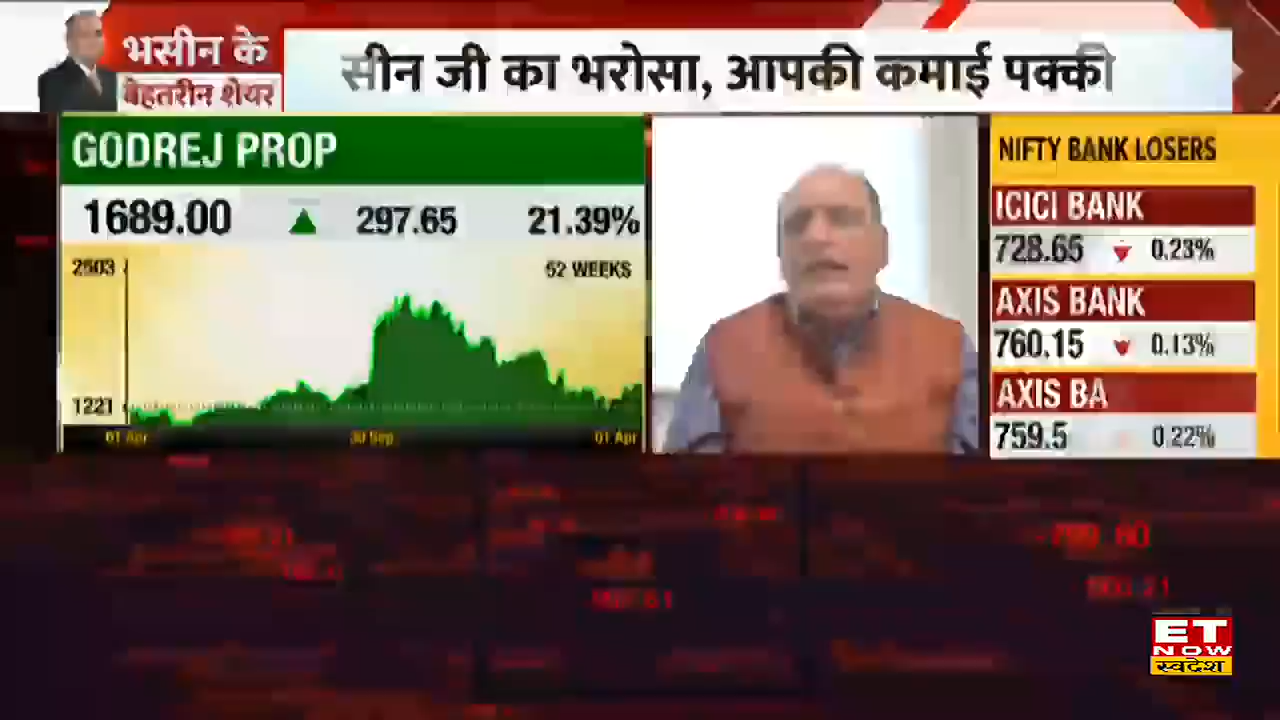 भसीन के
बेहतरीन शेयर
सीन जी का भरोसा, आपकी कमाई पक्की
GODREJ PROP
1689.00 ▲ 297.65 21.39%
2503
52 WEEKS
1221
01 Apr 30 Sep 01 Apr
NIFTY BANK LOSERS
ICICI BANK
728.65 ▼ 0.23%
AXIS BANK
760.15 ▼ 0.13%
AXIS BA
759.5 0.22%
ET
NOW
स्वदेश